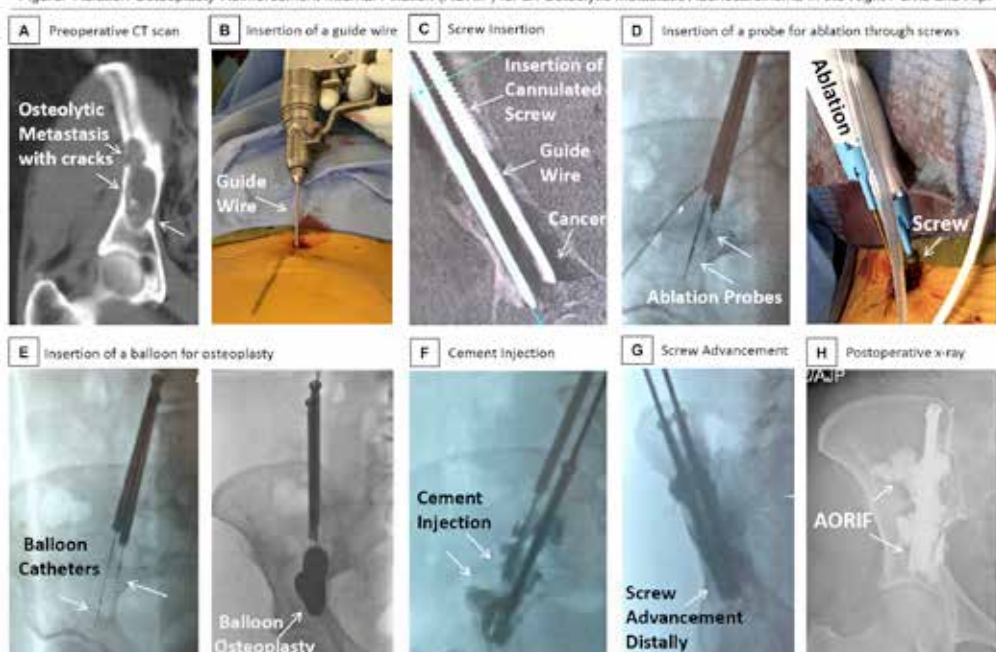 A Preoperative CT scan
Osteolytic
Metastasis
with cracks
B Insertion of a guide wire
Guide
Wire
C Screw Insertion
Insertion of
Cannulated
Screw
Guide
Wire
Cancer
D Insertion of a probe for ablation through screws
Ablation Probes
Ablation
Screw
E Insertion of a balloon for osteoplasty
Balloon
Catheters
Balloon
Osteoplasty
F Cement Injection
Cement
Injection
G Screw Advancement
Screw
Advancement
Distally
H Postoperative x-ray
AORIF